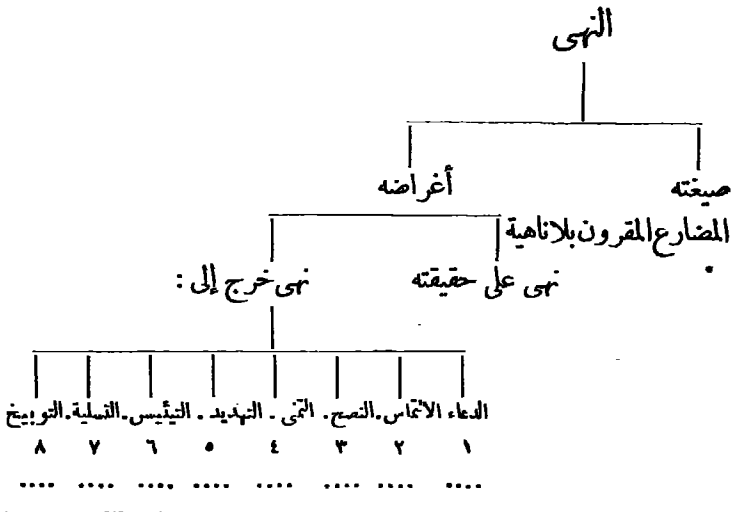 النهى
صيغته أغراضه
المضارع المقرون بلا ناهية
نهى على حقيقته نهى خرج إلى :
الدعاء الالتماس . النصح . التمنى . التهديد . التيئيس . التسلية . التوبيخ
١ ٢ ٣ ٤ ٥ ٦ ٧ ٨
.... .... .... .... .... .... .... ....